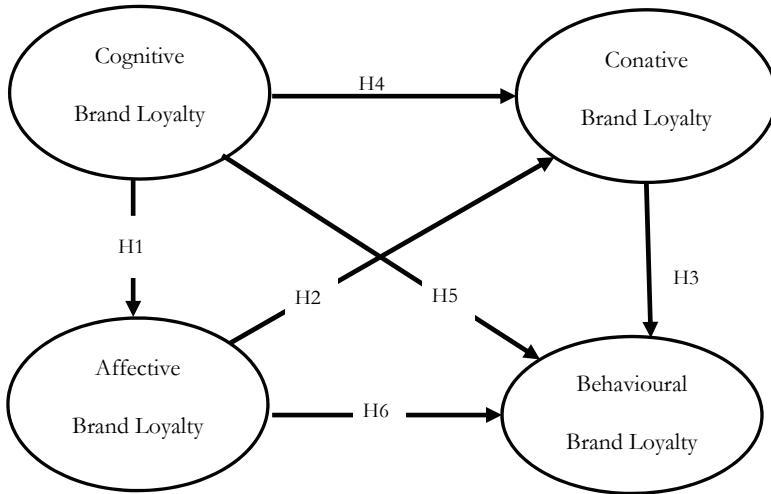 Cognitive
Brand Loyalty
Conative
Brand Loyalty
H4
H1
H2
H5
H3
Affective
Brand Loyalty
Behavioural
Brand Loyalty
H6